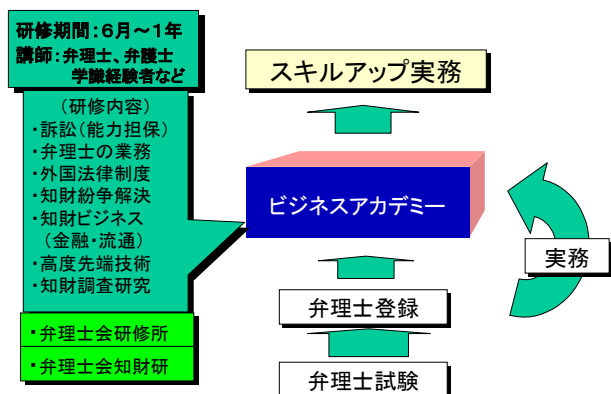 研修期間:6月~1年
講師:弁理士、弁護士
学識経験者など
(研修内容)
・訴訟(能力担保)
・弁理士の業務
・外国法律制度
・知財紛争解決
・知財ビジネス
(金融・流通)
・高度先端技術
・知財調査研究
・弁理士会研修所
・弁理士会知財研
スキルアップ実務
ビジネスアカデミー
実務
弁理士登録
弁理士試験